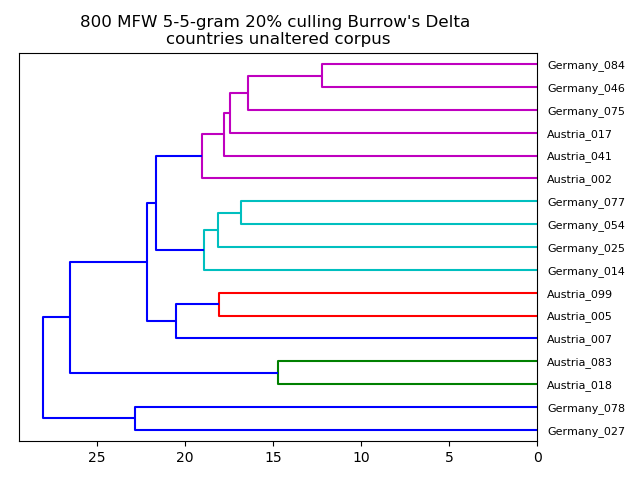 800 MFW 5-5-gram 20% culling Burrow's Delta
countries unaltered corpus
Germany_084
Germany_046
Germany_075
Austria_017
Austria_041
Austria_002
Germany_077
Germany_054
Germany_025
Germany_014
Austria_099
Austria_005
Austria_007
Austria_083
Austria_018
Germany_078
Germany_027
25 20 15 10 5 0